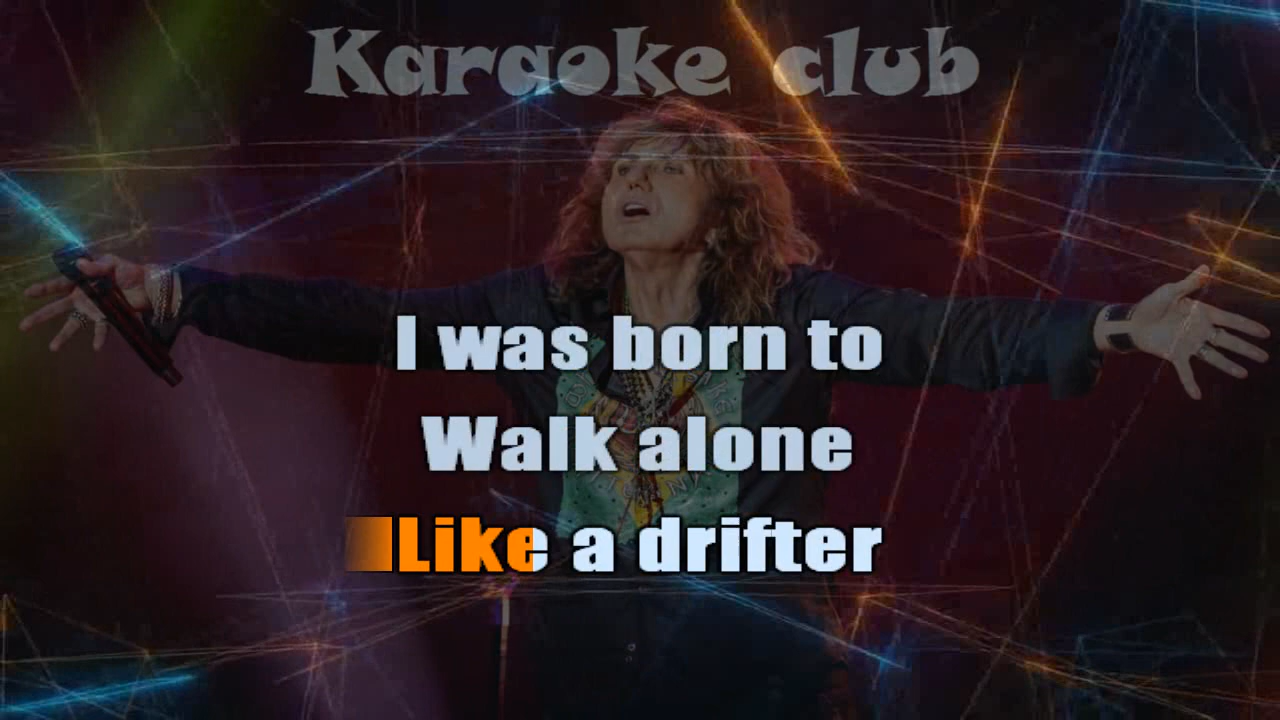 Karaoke club
I was born to
Walk alone
Like a drifter